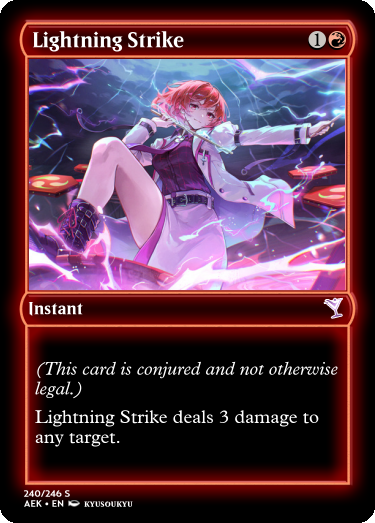 Lightning Strike 1
Instant
(This card is conjured and not otherwise
legal.)
Lightning Strike deals 3 damage to
any target.
240/246 S
AEK • EN KYUSOUKYU